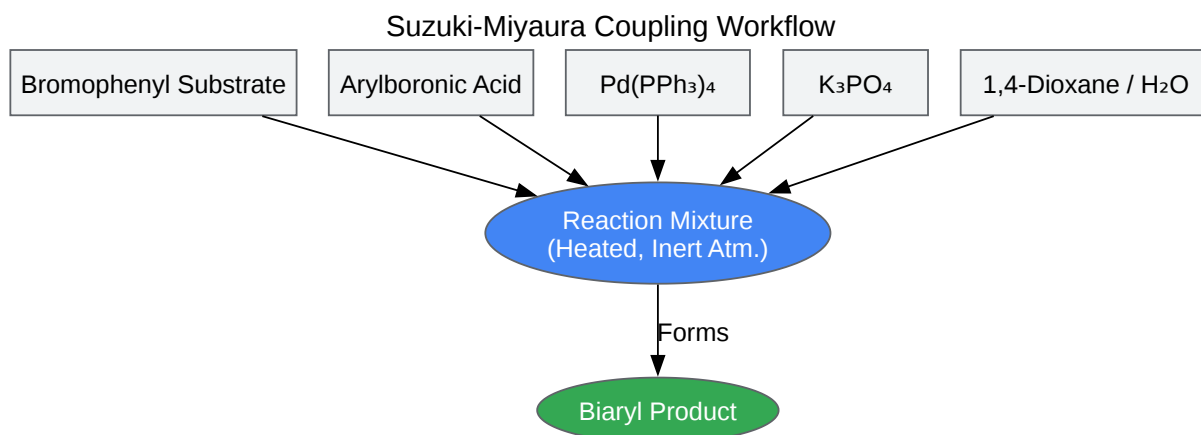 Suzuki-Miyaura Coupling Workflow
Bromophenyl Substrate
Arylboronic Acid
Pd(PPh₃)₄
K₃PO₄
1,4-Dioxane / H₂O
Reaction Mixture
(Heated, Inert Atm.)
Forms
Biaryl Product